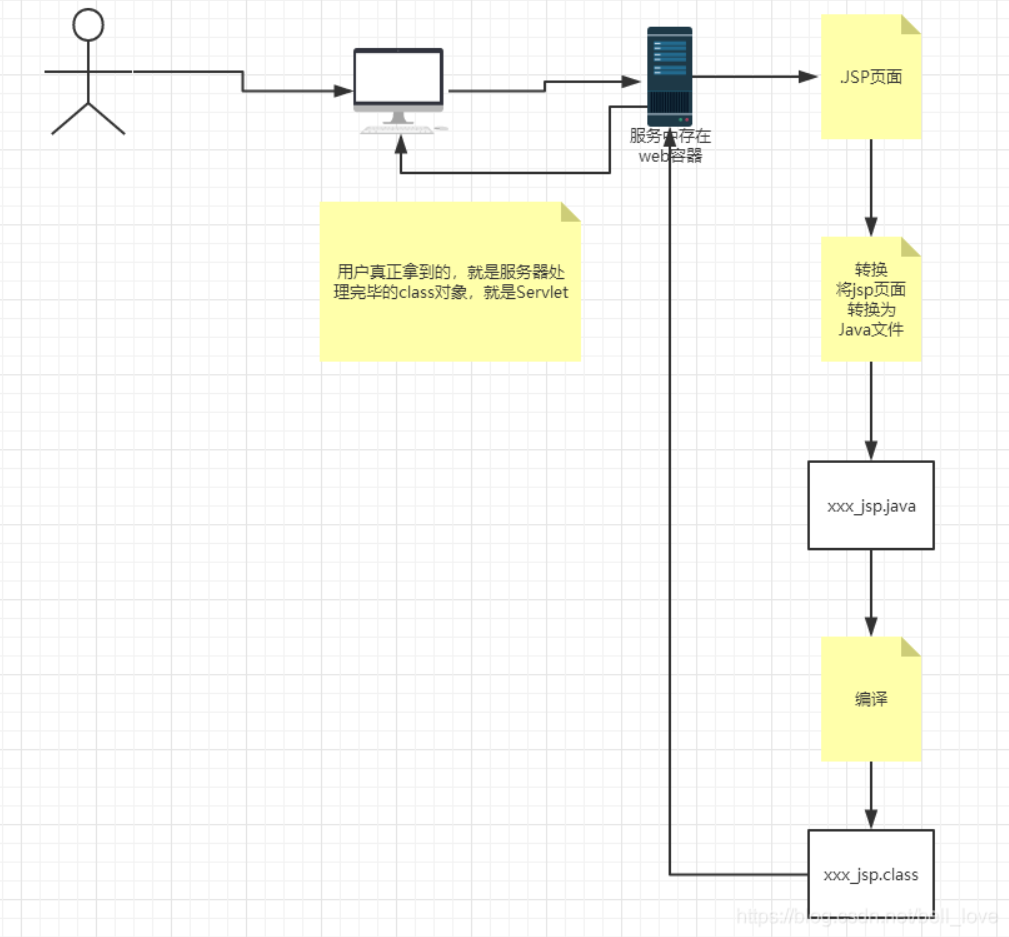 .JSP页面
服务中存在
web容器
用户真正拿到的，就是服务器处
理完毕的class对象，就是Servlet
转换
将jsp页面
转换为
Java文件
xxx_jsp.java
编译
xxx_jsp.class
https://blog.csdn.net/ball_lova